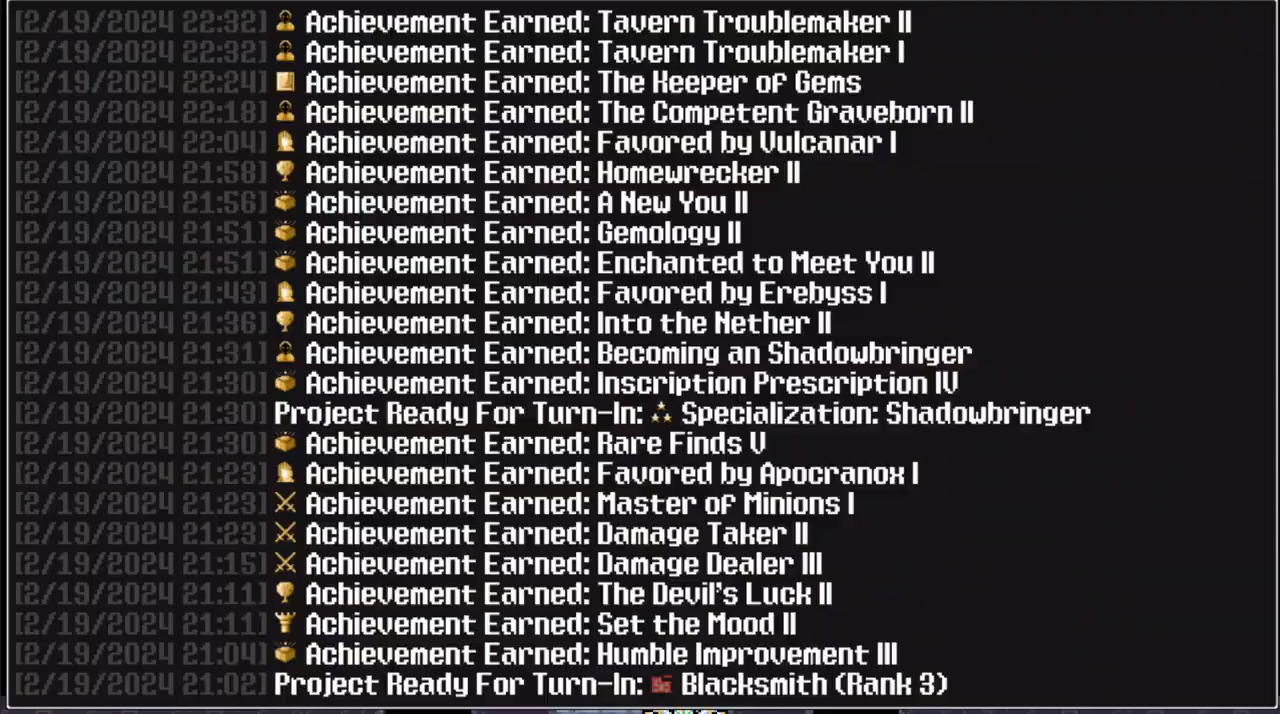 [2/19/2024 22:32] Achievement Earned: Tavern Troublemaker II
[2/19/2024 22:32] Achievement Earned: Tavern Troublemaker I
[2/19/2024 22:24] Achievement Earned: The Keeper of Gems
[2/19/2024 22:18] Achievement Earned: The Competent Graveborn II
[2/19/2024 22:04] Achievement Earned: Favored by Vulcanar I
[2/19/2024 21:58] Achievement Earned: Homewrecker II
[2/19/2024 21:56] Achievement Earned: A New You II
[2/19/2024 21:51] Achievement Earned: Gemology II
[2/19/2024 21:51] Achievement Earned: Enchanted to Meet You II
[2/19/2024 21:43] Achievement Earned: Favored by Erebyss I
[2/19/2024 21:36] Achievement Earned: Into the Nether II
[2/19/2024 21:31] Achievement Earned: Becoming an Shadowbringer
[2/19/2024 21:30] Achievement Earned: Inscription Prescription IV
[2/19/2024 21:30] Project Ready For Turn-In: Specialization: Shadowbringer
[2/19/2024 21:30] Achievement Earned: Rare Finds V
[2/19/2024 21:23] Achievement Earned: Favored by Apocranox I
[2/19/2024 21:23] Achievement Earned: Master of Minions I
[2/19/2024 21:23] Achievement Earned: Damage Taker II
[2/19/2024 21:15] Achievement Earned: Damage Dealer III
[2/19/2024 21:11] Achievement Earned: The Devil's Luck II
[2/19/2024 21:11] Achievement Earned: Set the Mood II
[2/19/2024 21:04] Achievement Earned: Humble Improvement III
[2/19/2024 21:02] Project Ready For Turn-In: Blacksmith (Rank 3)